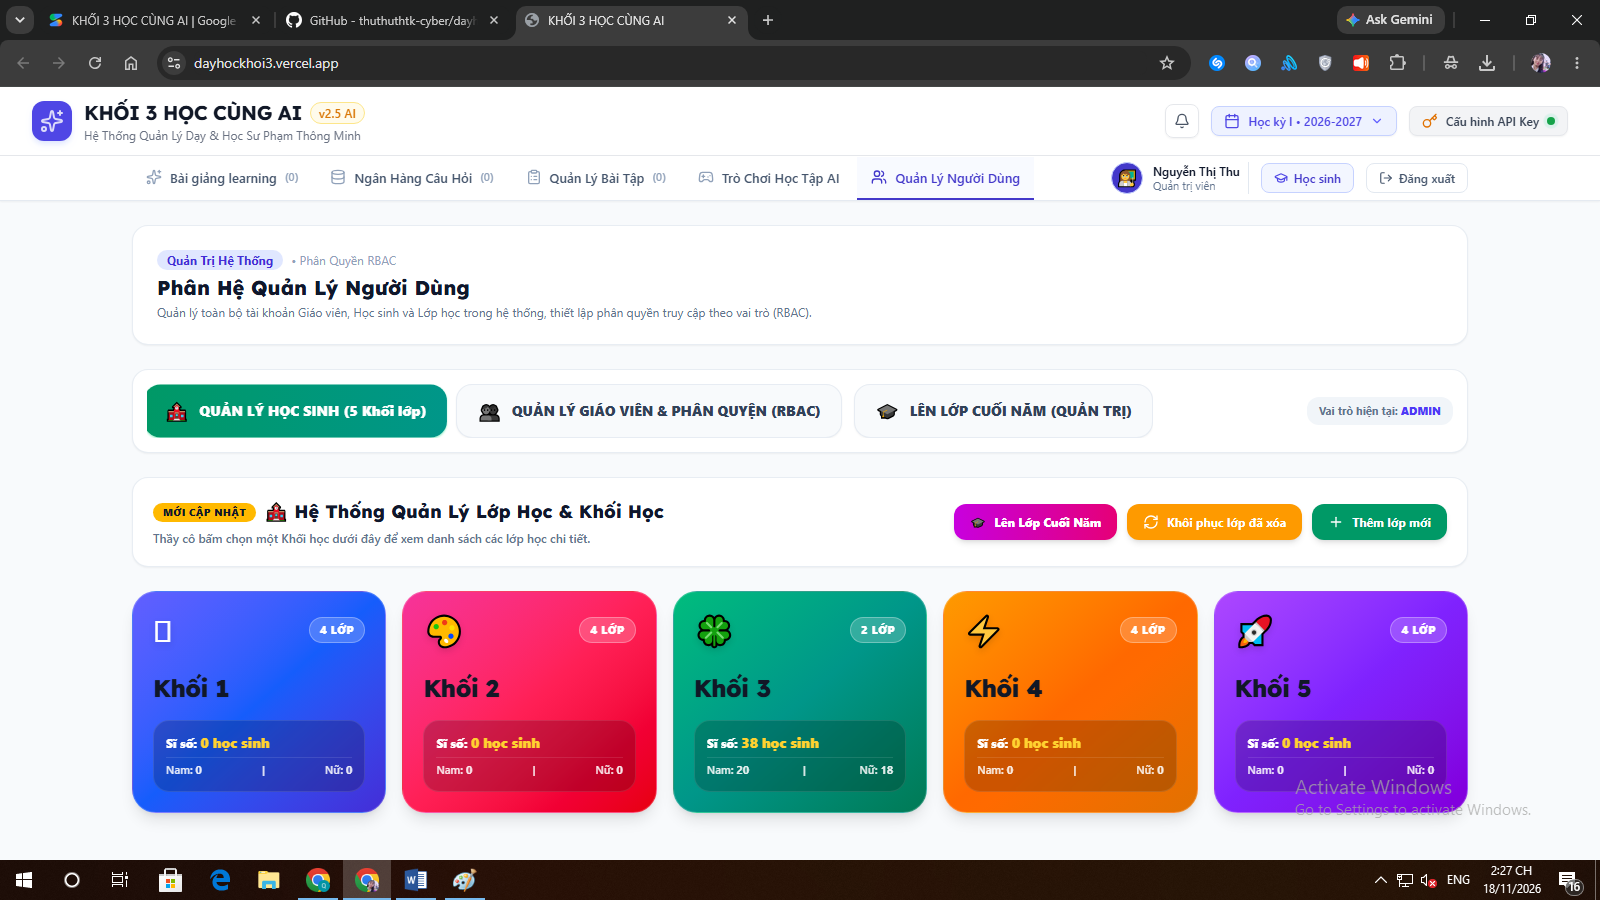 KHỐI 3 HỌC CÙNG AI | Google
GitHub - thuthuthtk-cyber/dayh
KHỐI 3 HỌC CÙNG AI
Ask Gemini
dayhockhoi3.vercel.app
KHỐI 3 HỌC CÙNG AI
v2.5 AI
Hệ Thống Quản Lý Dạy & Học Sư Phạm Thông Minh
Học kỳ I • 2026-2027
Cấu hình API Key
Bài giảng learning (0)
Ngân Hàng Câu Hỏi (0)
Quản Lý Bài Tập (0)
Trò Chơi Học Tập AI
Quản Lý Người Dùng
Nguyễn Thị Thu
Quản trị viên
Học sinh
Đăng xuất
Quản Trị Hệ Thống
• Phân Quyền RBAC
Phân Hệ Quản Lý Người Dùng
Quản lý toàn bộ tài khoản Giáo viên, Học sinh và Lớp học trong hệ thống, thiết lập phân quyền truy cập theo vai trò (RBAC).
QUẢN LÝ HỌC SINH (5 Khối lớp)
QUẢN LÝ GIÁO VIÊN & PHÂN QUYỀN (RBAC)
LÊN LỚP CUỐI NĂM (QUẢN TRỊ)
Vai trò hiện tại: ADMIN
MỚI CẬP NHẬT
Hệ Thống Quản Lý Lớp Học & Khối Học
Thầy cô bấm chọn một Khối học dưới đây để xem danh sách các lớp học chi tiết.
Lên Lớp Cuối Năm
Khôi phục lớp đã xóa
Thêm lớp mới
4 LỚP
Khối 1
Sĩ số: 0 học sinh
Nam: 0 | Nữ: 0
4 LỚP
Khối 2
Sĩ số: 0 học sinh
Nam: 0 | Nữ: 0
2 LỚP
Khối 3
Sĩ số: 38 học sinh
Nam: 20 | Nữ: 18
4 LỚP
Khối 4
Sĩ số: 0 học sinh
Nam: 0 | Nữ: 0
4 LỚP
Khối 5
Sĩ số: 0 học sinh
Nam: 0 | Nữ: 0
Activate Windows
Go to Settings to activate Windows.
ENG
2:27 CH
18/11/2026
16